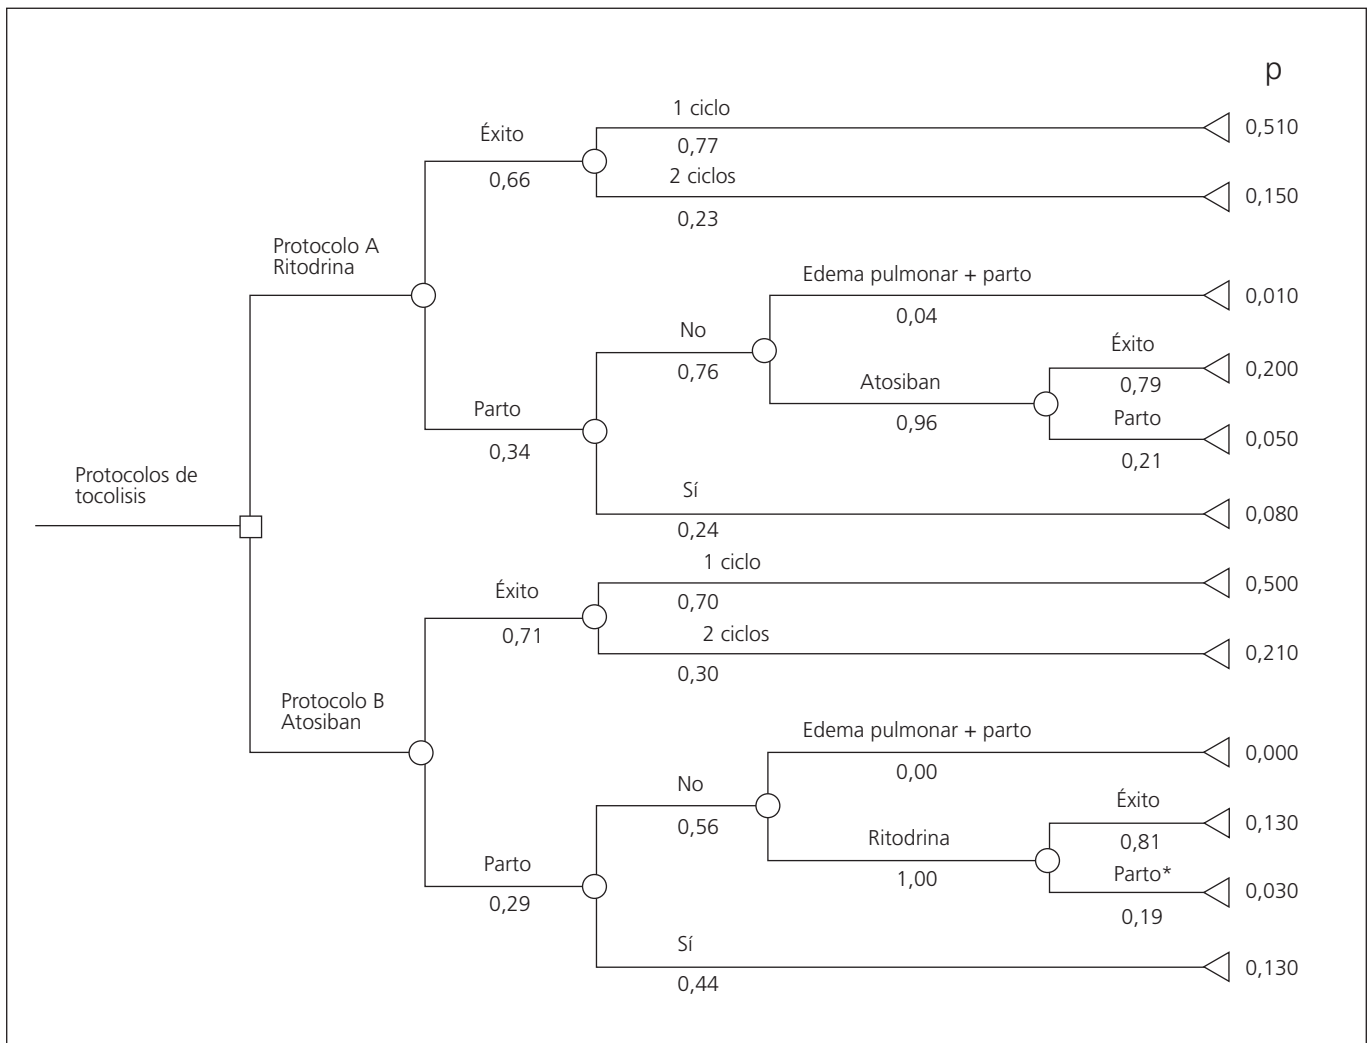 p
1 ciclo
0,510
Éxito
0,77
0,66
2 ciclos
0,150
0,23
Protocolo A
Ritodrina
Edema pulmonar + parto
0,010
0,04
No
0,76
Éxito
0,200
0,79
Atosiban
0,96
Parto
0,050
0,21
Parto
0,34
Sí
0,080
0,24
Protocolos de
tocolisis
1 ciclo
0,500
Éxito
0,70
0,71
2 ciclos
0,210
0,30
Protocolo B
Atosiban
Edema pulmonar + parto
0,000
0,00
No
0,56
Éxito
0,130
0,81
Ritodrina
1,00
Parto*
0,030
0,19
Parto
0,29
Sí
0,130
0,44